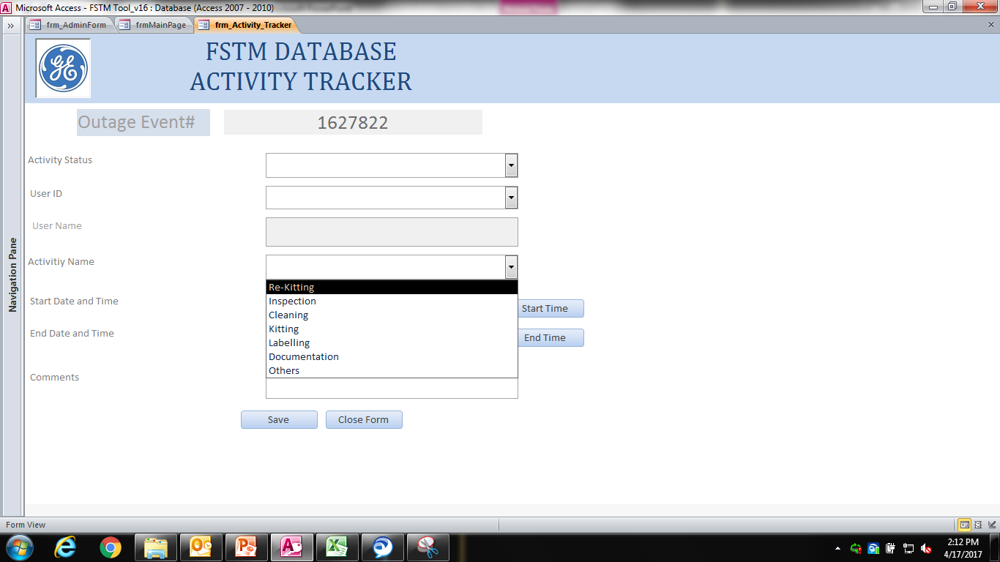 Microsoft Access - FSTM Tool_v16 : Database (Access 2007 - 2010)
frm_AdminForm
frmMainPage
frm_Activity_Tracker
Navigation Pane
GE
FSTM DATABASE
ACTIVITY TRACKER
Outage Event# 1627822
Activity Status
User ID
User Name
Activitiy Name
Re-Kitting
Inspection
Cleaning
Kitting
Labelling
Documentation
Others
Start Date and Time
Start Time
End Date and Time
End Time
Comments
Save
Close Form
Form View
2:12 PM
4/17/2017